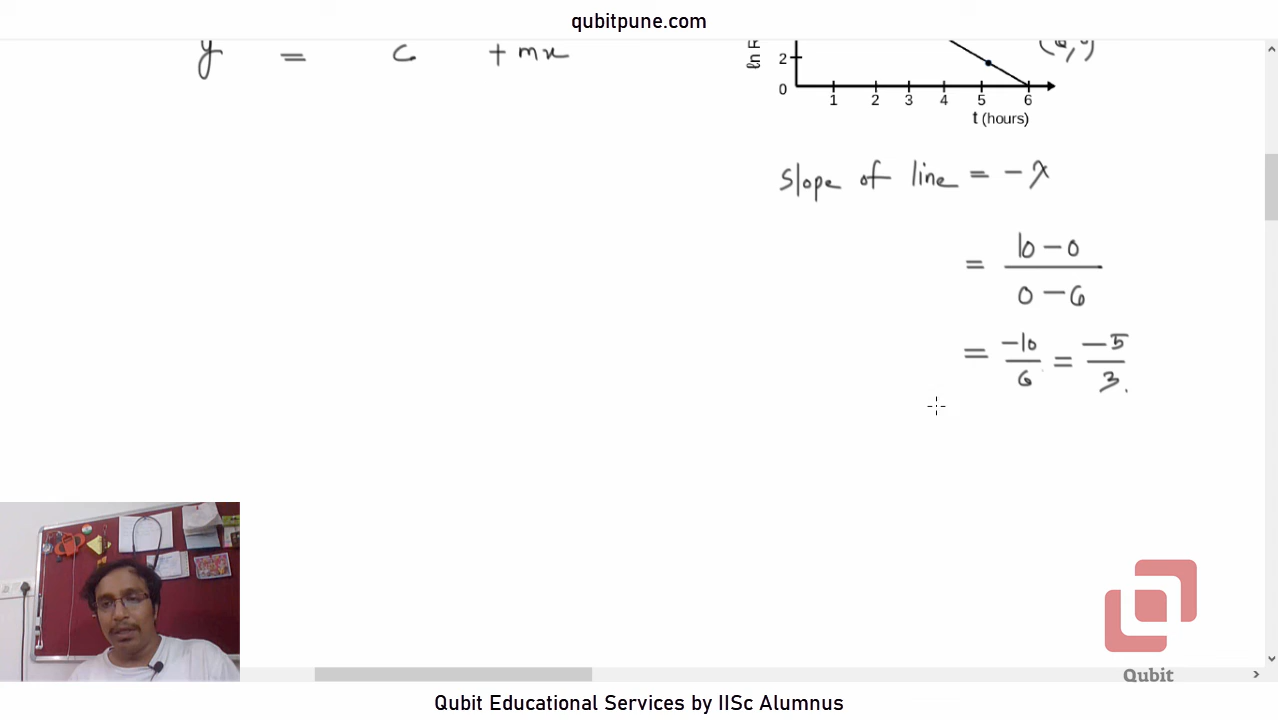 qubitpune.com
y = c + mx
ln
2
0
1 2 3 4 5 6
t (hours)
slope of line = - λ
= 10 - 0 / 0 - 6
= -10/6 = -5/3.
Qubit
Qubit Educational Services by IISc Alumnus